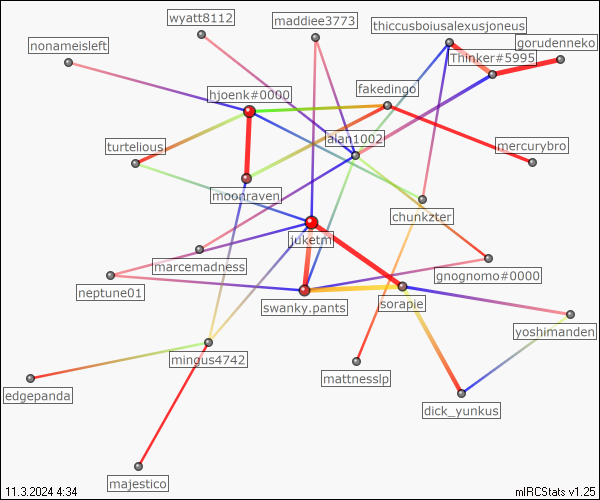 wyatt8112
maddiee3773
thiccusboiusalexusjoneus
nonameisleft
gorudenneko
Thinker#5995
hjoenk#0000
fakedingo
alan1002
turtelious
mercurybro
moonraven
chunkzter
juketm
marcemadness
gnognomo#0000
neptune01
swanky.pants
sorapie
yoshimanden
mingus4742
mattnesslp
edgepanda
dick_yunkus
majestico
11.3.2024 4:34
mIRCStats v1.25